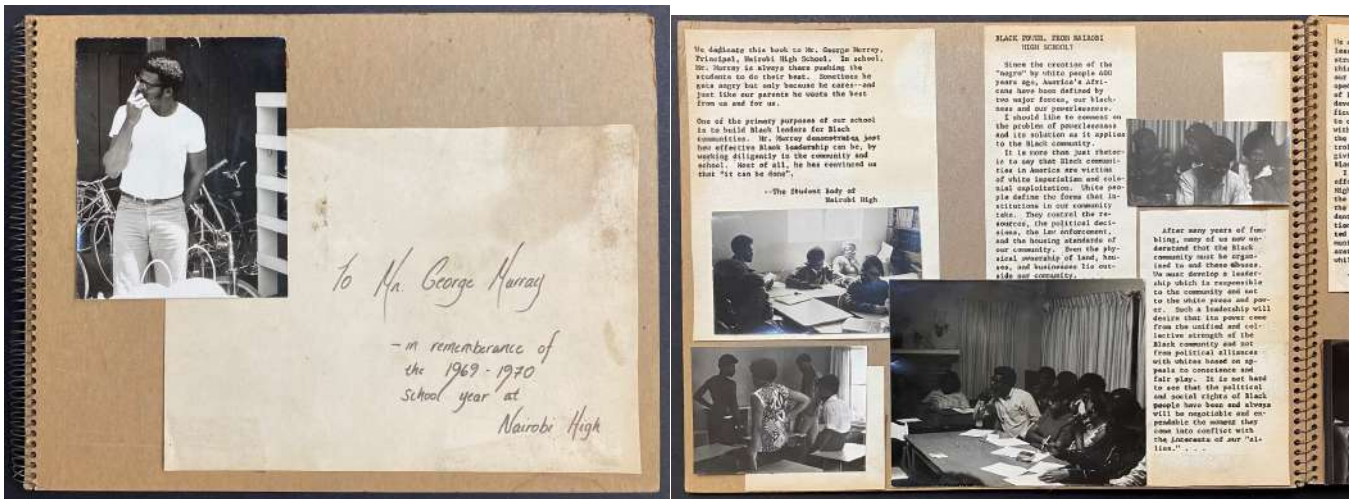 To Mr. George Murray
- in rememberance of
the 1969 - 1970
school year at
Nairobi High
We dedicate this book to Mr. George Murray,
Principal, Nairobi High School. In school,
Mr. Murray is always there pushing the
students to do their best. Sometimes he
gets angry but only because he cares--and
just like our parents he wants the best
from us and for us.
One of the primary purposes of our school
is to build Black leaders for Black
communities. Mr. Murray demonstrates just
how effective Black leadership can be, by
working diligently in the community and
school. Most of all, he has convinced us
that "it can be done".
--The Student Body of
Nairobi High
BLACK POWER, FROM NAIROBI
HIGH SCHOOL!
Since the creation of the
"negro" by white people 400
years ago, America's Afri-
cans have been defined by
two major forces, our black-
ness and our powerlessness.
I should like to comment on
the problem of powerlessness
and its solution as it applies
to the Black community.
It is more than just rhetor-
ic to say that Black communi-
ties in America are victims
of white imperialism and colo-
nial exploitation. White peo-
ple define the forms that in-
stitutions in our community
take. They control the re-
sources, the political deci-
sions, the law enforcement,
and the housing standards of
our community. Even the phy-
sical ownership of land, hou-
ses, and businesses lie out-
side our community.
After many years of fum-
bling, many of us now un-
derstand that the Black
community must be organ-
ized to end these abuses.
We must develop a leader-
ship which is responsible
to the community and not
to the white press and pow-
er. Such a leadership will
desire that its power come
from the unified and col-
lective strength of the
Black community and not
from political alliances
with whites based on ap-
peals to conscience and
fair play. It is not hard
to see that the political
and social rights of Black
people have been and always
will be negotiable and ex-
pendable the moment they
come into conflict with
the interests of our "al-
lies." . . .